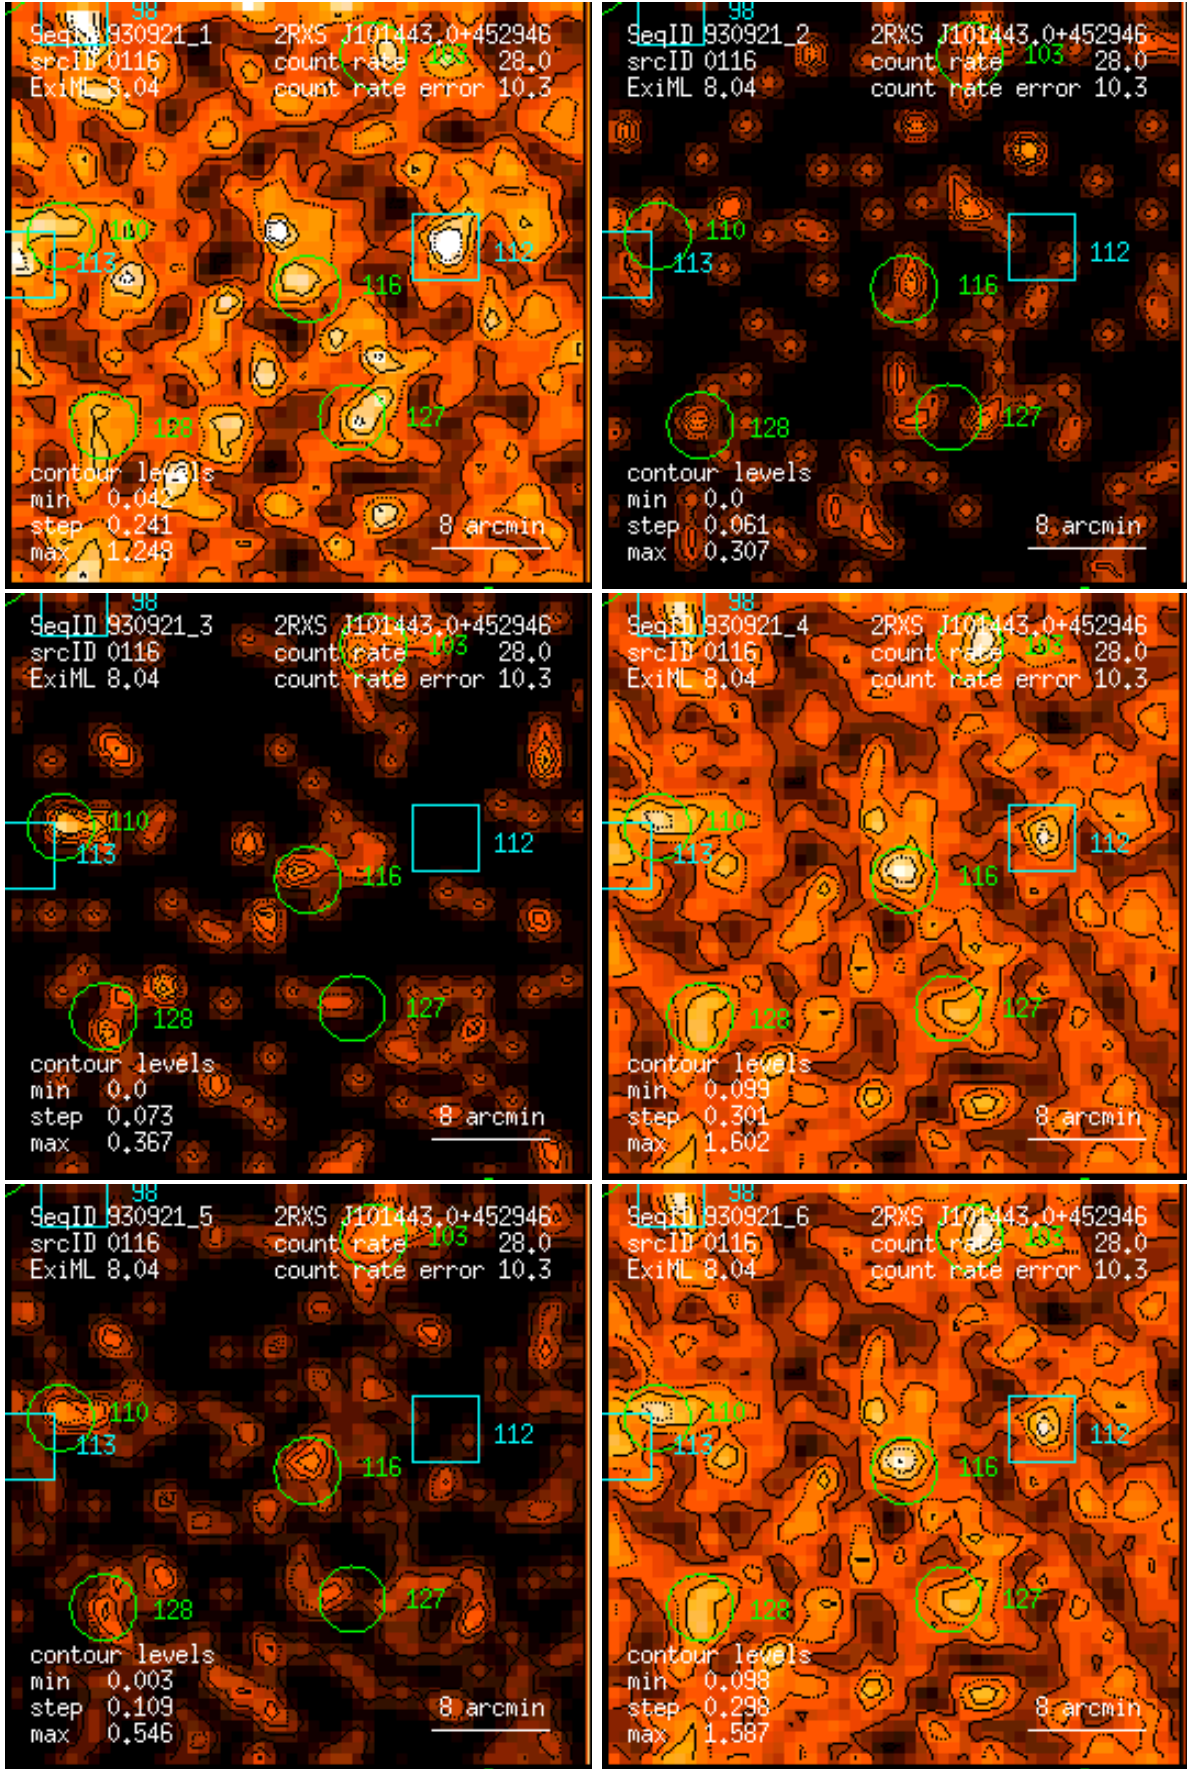 98
SeqID 930921_1 2RXS J101443.0+452946
srcID 0116 count rate 103 28.0
ExiML 8.04 count rate error 10.3
110
113
112
116
127
128
contour levels
min 0.042
step 0.241
max 1.248
8 arcmin
98
SeqID 930921_2 2RXS J101443.0+452946
srcID 0116 count rate 103 28.0
ExiML 8.04 count rate error 10.3
110
113
112
116
127
128
contour levels
min 0.0
step 0.061
max 0.307
8 arcmin
98
SeqID 930921_3 2RXS J101443.0+452946
srcID 0116 count rate 103 28.0
ExiML 8.04 count rate error 10.3
110
113
112
116
127
128
contour levels
min 0.0
step 0.073
max 0.367
8 arcmin
98
SeqID 930921_4 2RXS J101443.0+452946
srcID 0116 count rate 103 28.0
ExiML 8.04 count rate error 10.3
110
113
112
116
127
128
contour levels
min 0.099
step 0.301
max 1.602
8 arcmin
98
SeqID 930921_5 2RXS J101443.0+452946
srcID 0116 count rate 103 28.0
ExiML 8.04 count rate error 10.3
110
113
112
116
127
128
contour levels
min 0.003
step 0.109
max 0.546
8 arcmin
98
SeqID 930921_6 2RXS J101443.0+452946
srcID 0116 count rate 103 28.0
ExiML 8.04 count rate error 10.3
110
113
112
116
127
128
contour levels
min 0.098
step 0.298
max 1.587
8 arcmin